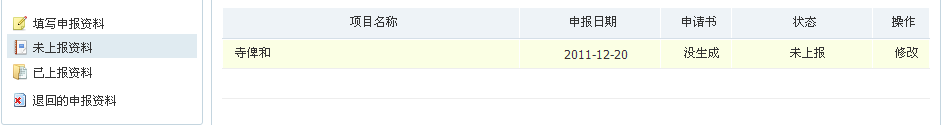 填写申报资料
未上报资料
已上报资料
退回的申报资料
项目名称 申报日期 申请书 状态 操作
寺俾和 2011-12-20 没生成 未上报 修改